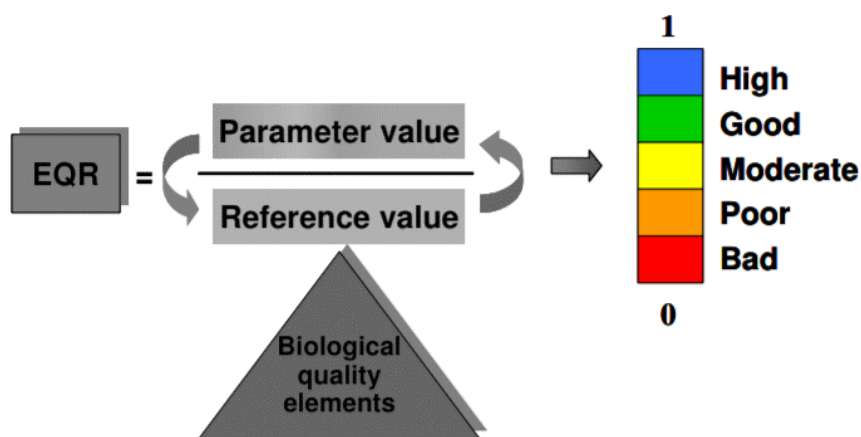 EQR
=
Parameter value
Reference value
Biological
quality
elements
1
High
Good
Moderate
Poor
Bad
0